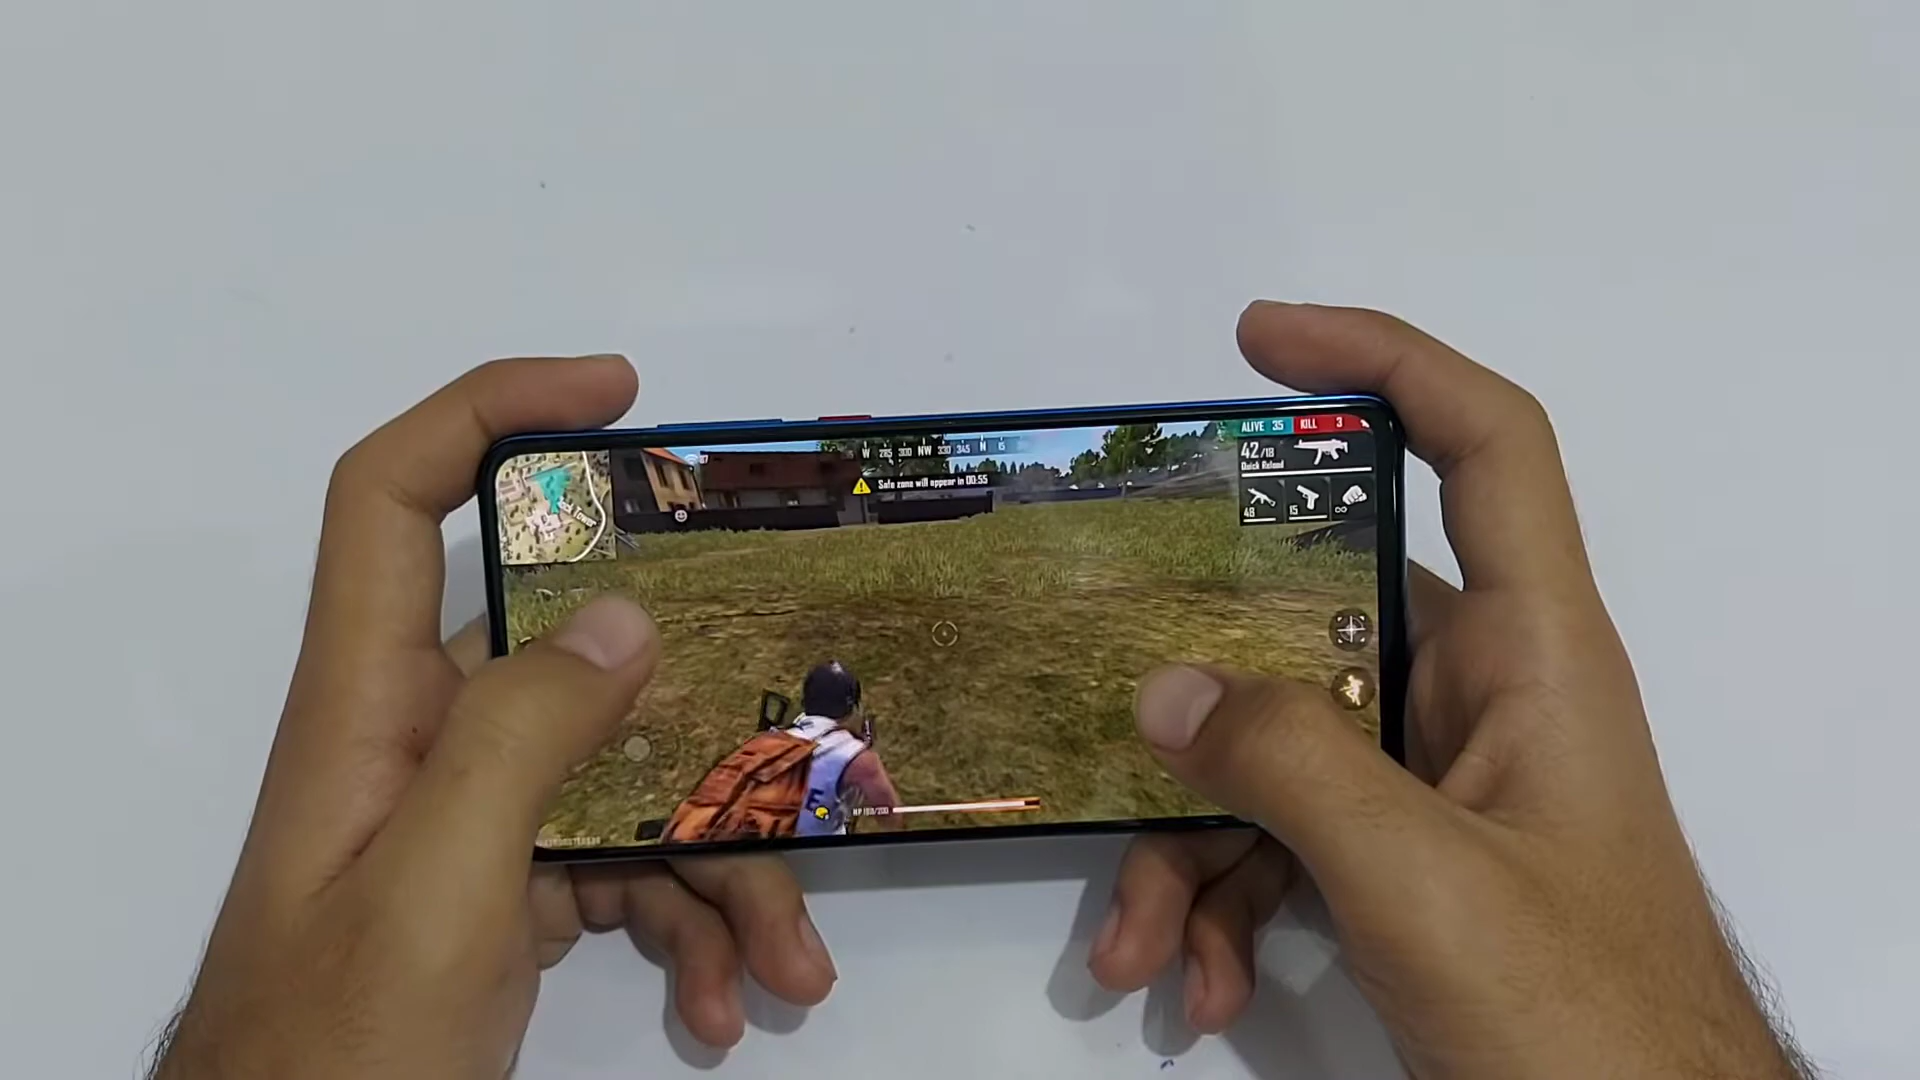 ALIVE 35 KILL 3
W 285 300 NW 330 345 N 15
42/18
Quick Reload
Safe zone will appear in 00:55
48 15 ∞
Tower